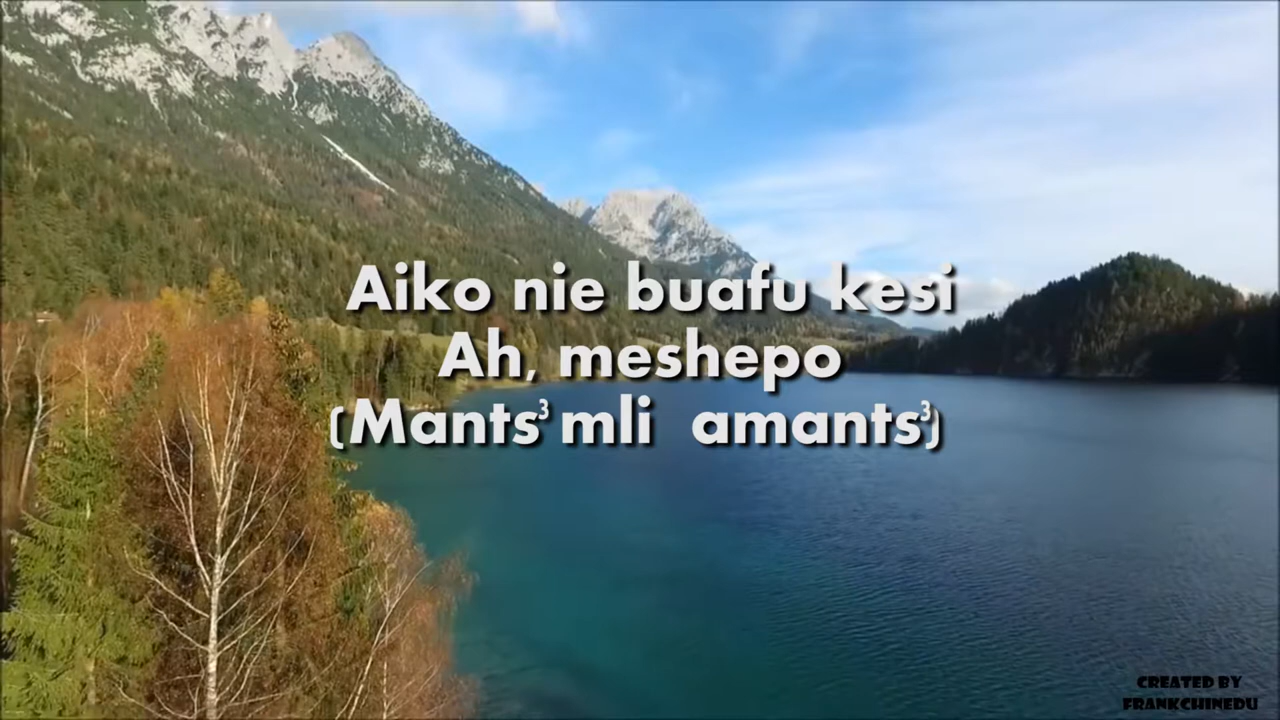 Aiko nie buafu kesi
Ah, meshepo
(Mants³ mli amants³)
CREATED BY
FRANKCHINEDU